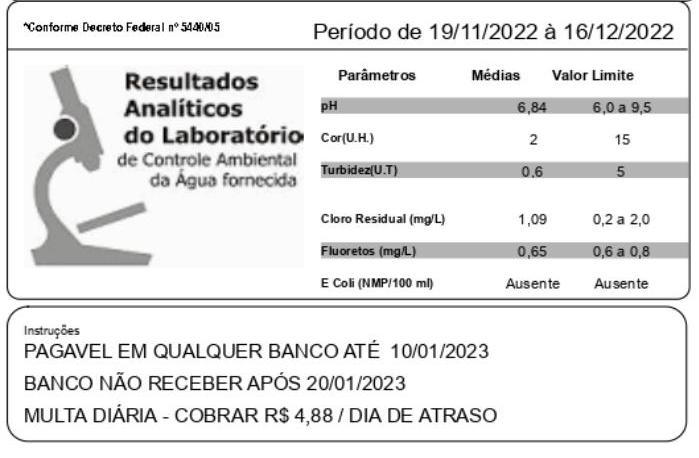 *Conforme Decreto Federal nº 5440/05
Período de 19/11/2022 à 16/12/2022
Resultados
Analíticos
do Laboratório
de Controle Ambiental
da Água fornecida
Parâmetros Médias Valor Limite
pH 6,84 6,0 a 9,5
Cor(U.H.) 2 15
Turbidez(U.T) 0,6 5
Cloro Residual (mg/L) 1,09 0,2 a 2,0
Fluoretos (mg/L) 0,65 0,6 a 0,8
E Coli (NMP/100 ml) Ausente Ausente
Instruções
PAGAVEL EM QUALQUER BANCO ATÉ 10/01/2023
BANCO NÃO RECEBER APÓS 20/01/2023
MULTA DIÁRIA - COBRAR R$ 4,88 / DIA DE ATRASO